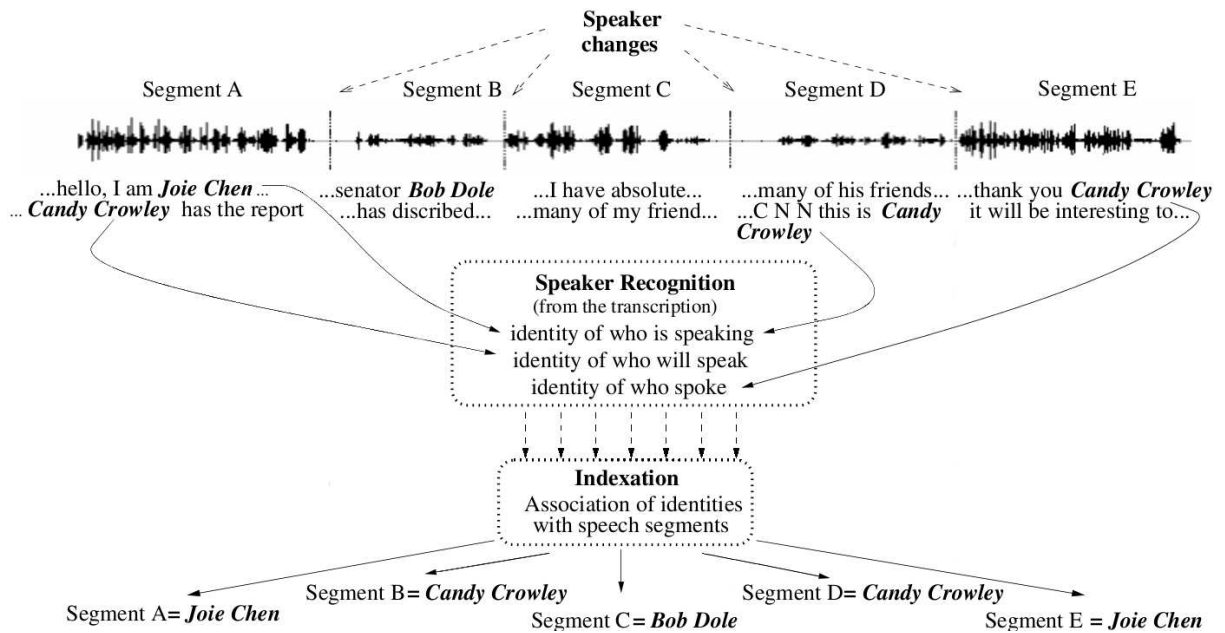 Speaker
changes
Segment A
Segment B
Segment C
Segment D
Segment E
...hello, I am Joie Chen ...
... Candy Crowley has the report
...senator Bob Dole
...has discribed...
...I have absolute...
...many of my friend...
...many of his friends...
...C N N this is Candy
Crowley
...thank you Candy Crowley
it will be interesting to...
Speaker Recognition
(from the transcription)
identity of who is speaking
identity of who will speak
identity of who spoke
Indexation
Association of identities
with speech segments
Segment A= Joie Chen
Segment B= Candy Crowley
Segment C= Bob Dole
Segment D= Candy Crowley
Segment E = Joie Chen